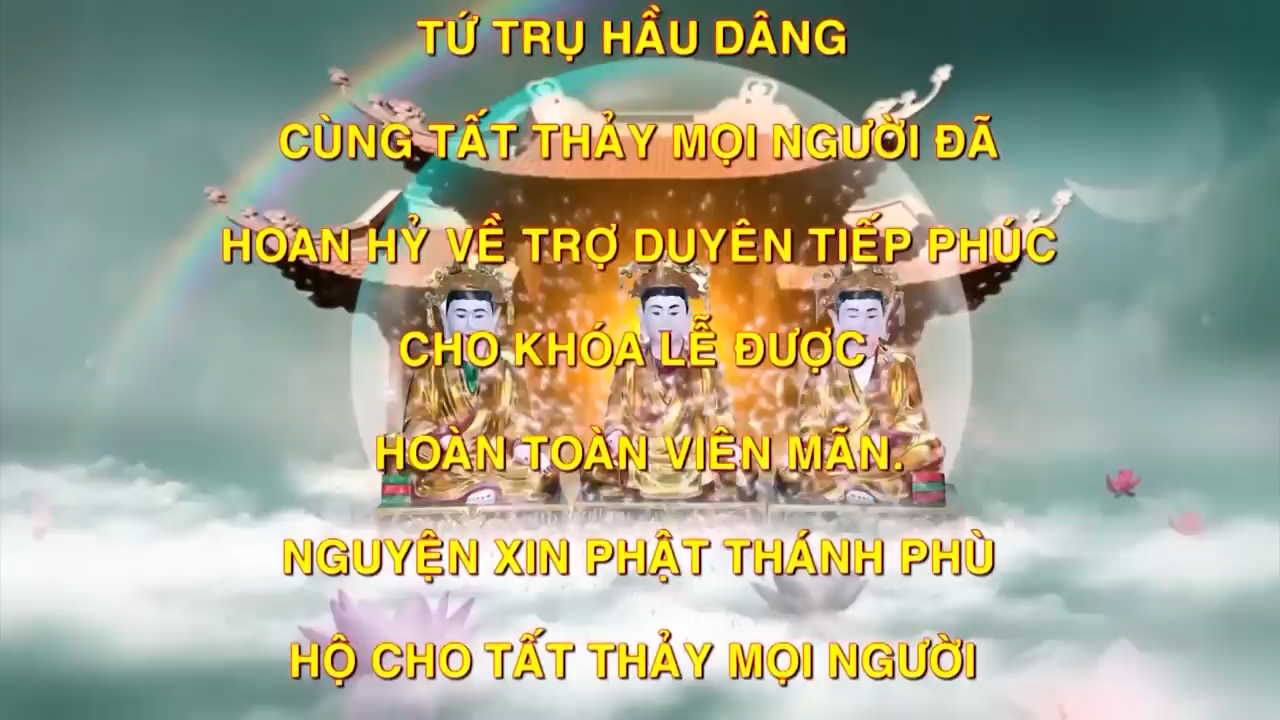 TỨ TRỤ HẦU DÂNG
CÙNG TẤT THẢY MỌI NGƯỜI ĐÃ
HOAN HỶ VỀ TRỢ DUYÊN TIẾP PHÚC
CHO KHÓA LỄ ĐƯỢC
HOÀN TOÀN VIÊN MÃN.
NGUYỆN XIN PHẬT THÁNH PHÙ
HỘ CHO TẤT THẢY MỌI NGƯỜI